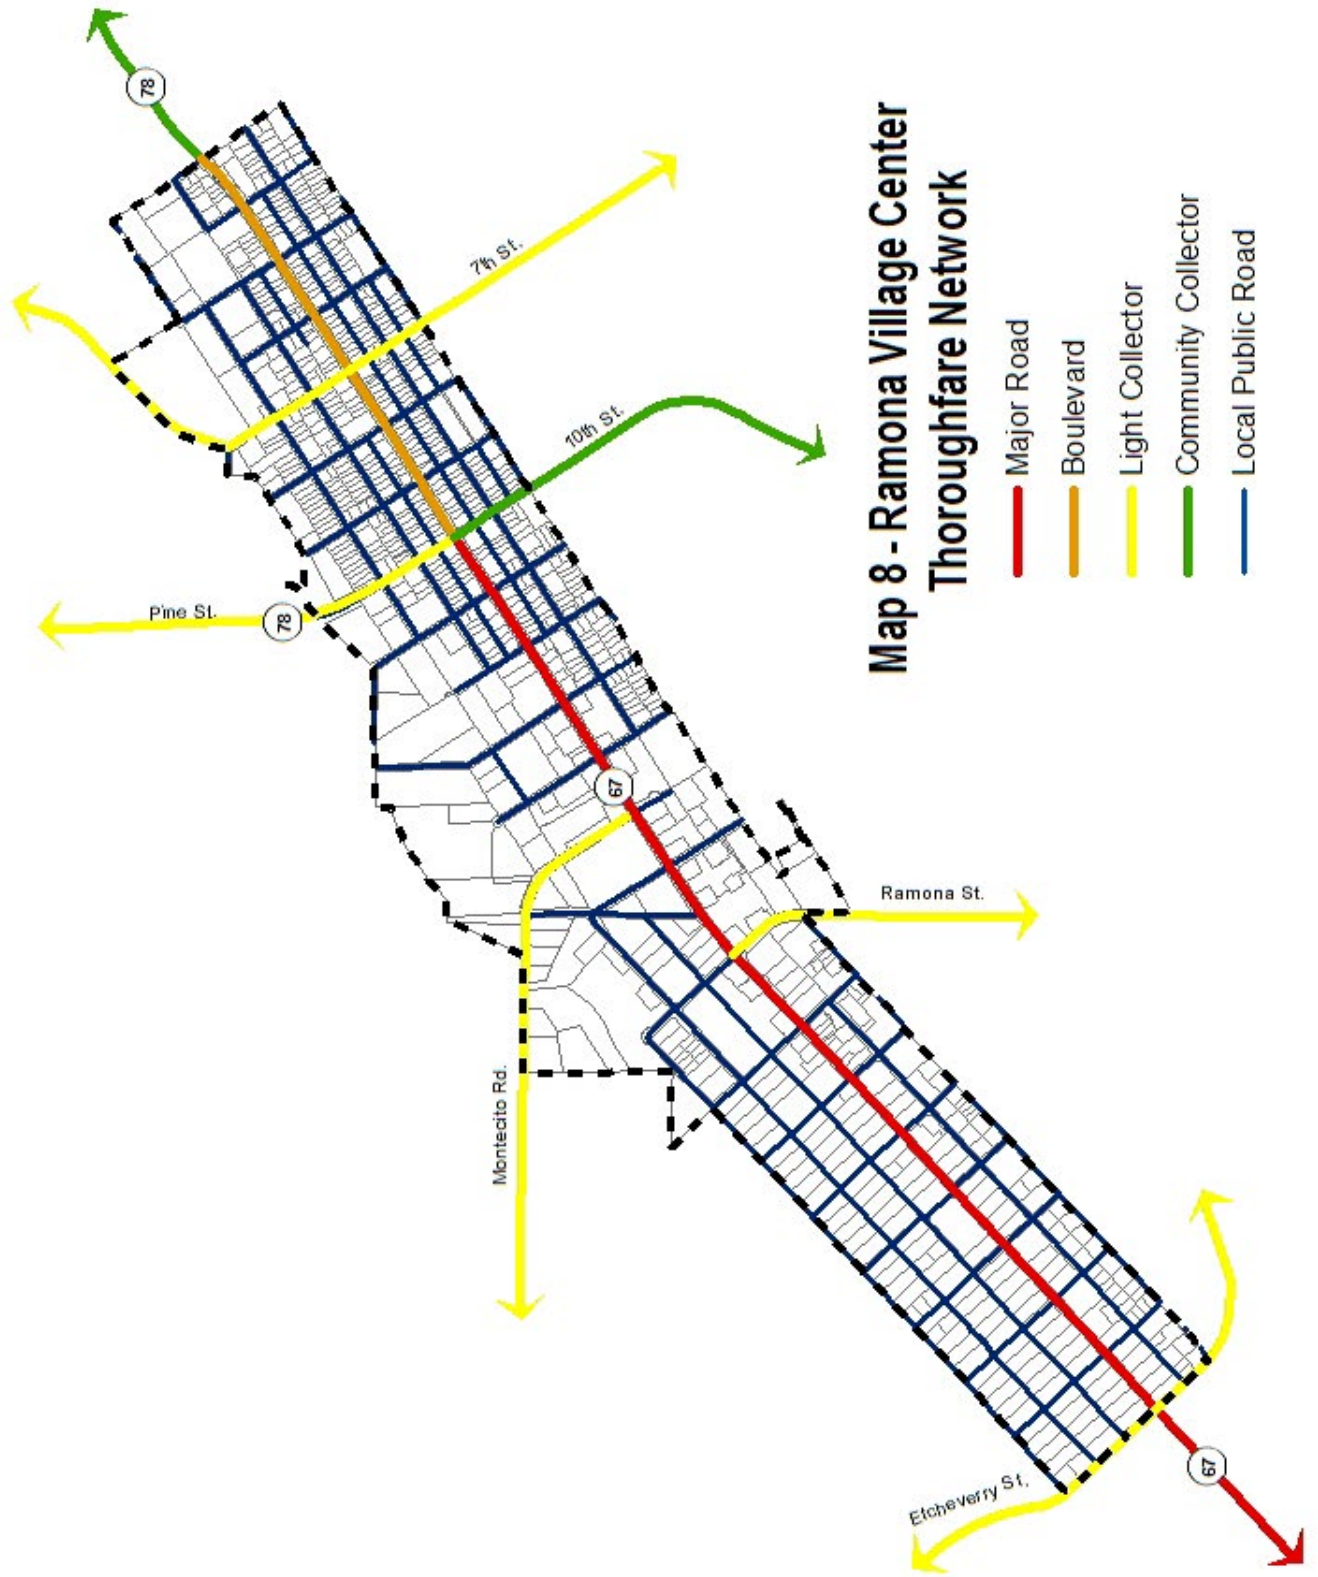 78
7th St.
10th St.
Pine St.
78
67
Ramona St.
Montecito Rd.
Etcheverry St.
67
Map 8 - Ramona Village Center
Thoroughfare Network
Major Road
Boulevard
Light Collector
Community Collector
Local Public Road